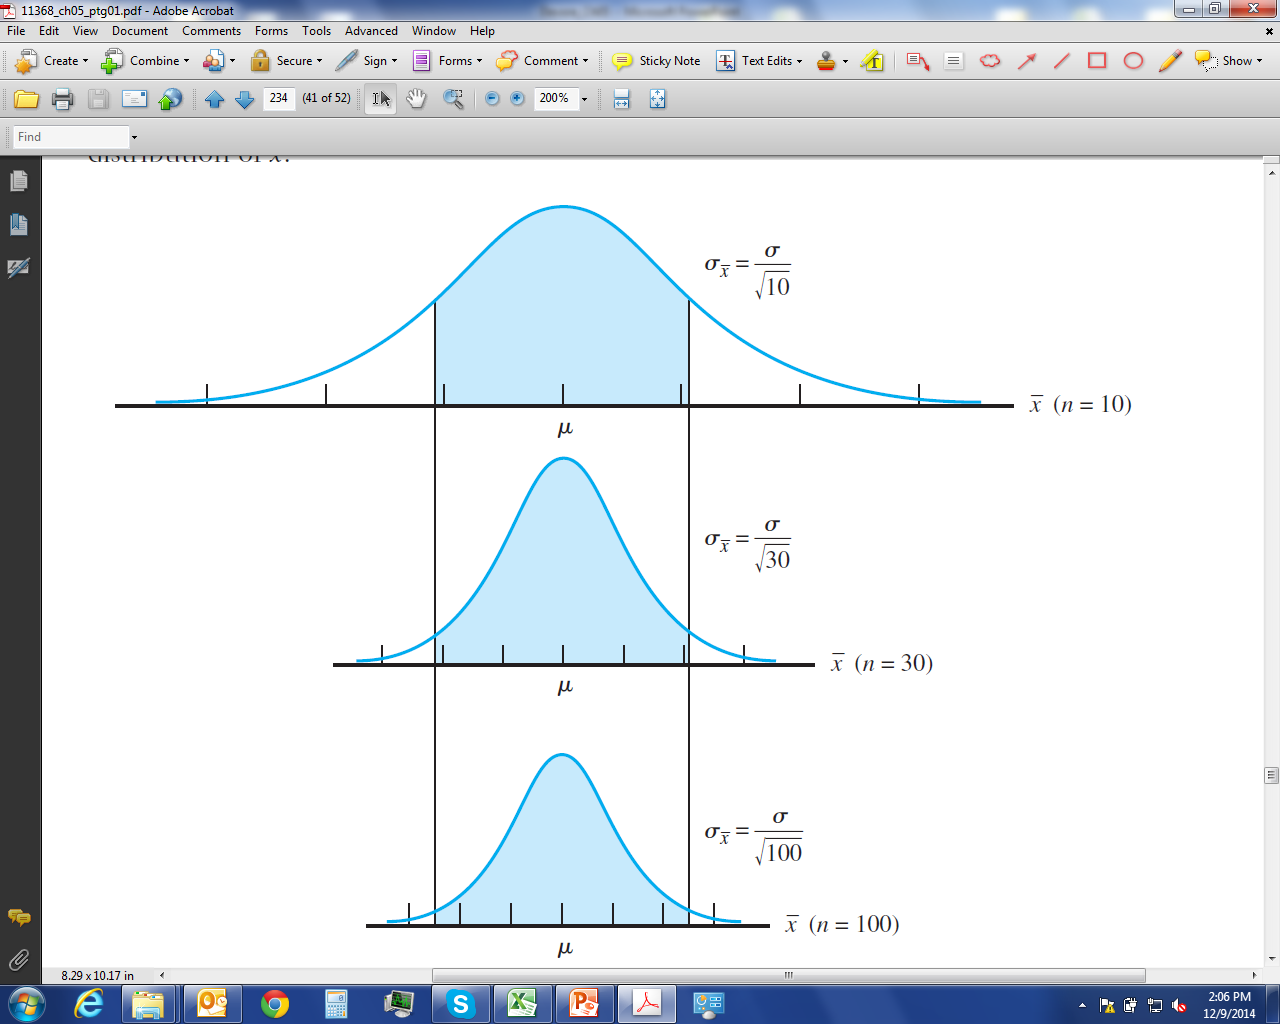 11368_ch05_ptg01.pdf - Adobe Acrobat
File Edit View Document Comments Forms Tools Advanced Window Help
Create Combine Secure Sign Forms Comment Sticky Note Text Edits Show
234 (41 of 52) 200%
Find
distribution of x̅.
σx̅ = σ/√10
x̅ (n = 10)
μ
σx̅ = σ/√30
x̅ (n = 30)
μ
σx̅ = σ/√100
x̅ (n = 100)
μ
8.29 x 10.17 in
2:06 PM
12/9/2014